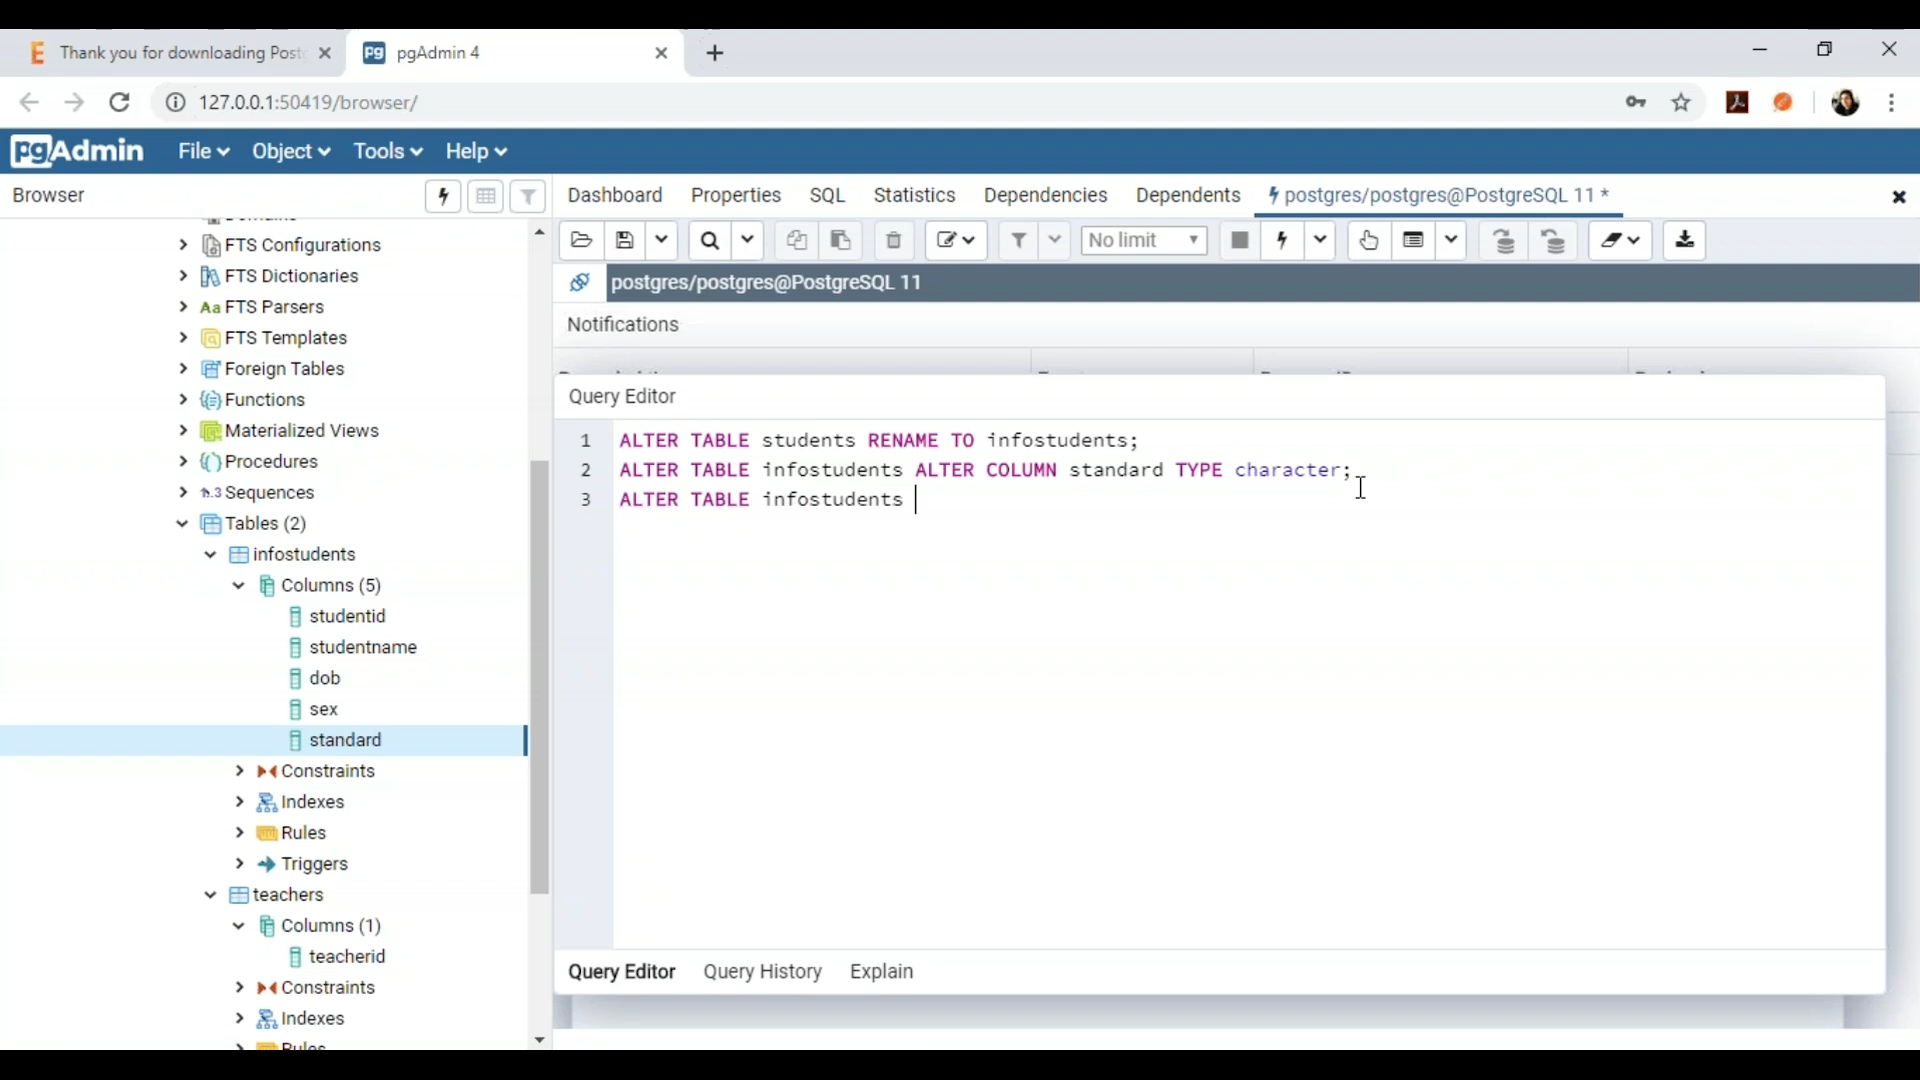 Thank you for downloading Post
pgAdmin 4
127.0.0.1:50419/browser/
pgAdmin
File
Object
Tools
Help
Browser
Dashboard
Properties
SQL
Statistics
Dependencies
Dependents
postgres/postgres@PostgreSQL 11 *
No limit
postgres/postgres@PostgreSQL 11
Notifications
FTS Configurations
FTS Dictionaries
Aa FTS Parsers
FTS Templates
Foreign Tables
Functions
Materialized Views
Procedures
1..3 Sequences
Tables (2)
infostudents
Columns (5)
studentid
studentname
dob
sex
standard
Constraints
Indexes
Rules
Triggers
teachers
Columns (1)
teacherid
Constraints
Indexes
Rules
Query Editor
1 ALTER TABLE students RENAME TO infostudents;
2 ALTER TABLE infostudents ALTER COLUMN standard TYPE character;
3 ALTER TABLE infostudents
Query Editor
Query History
Explain